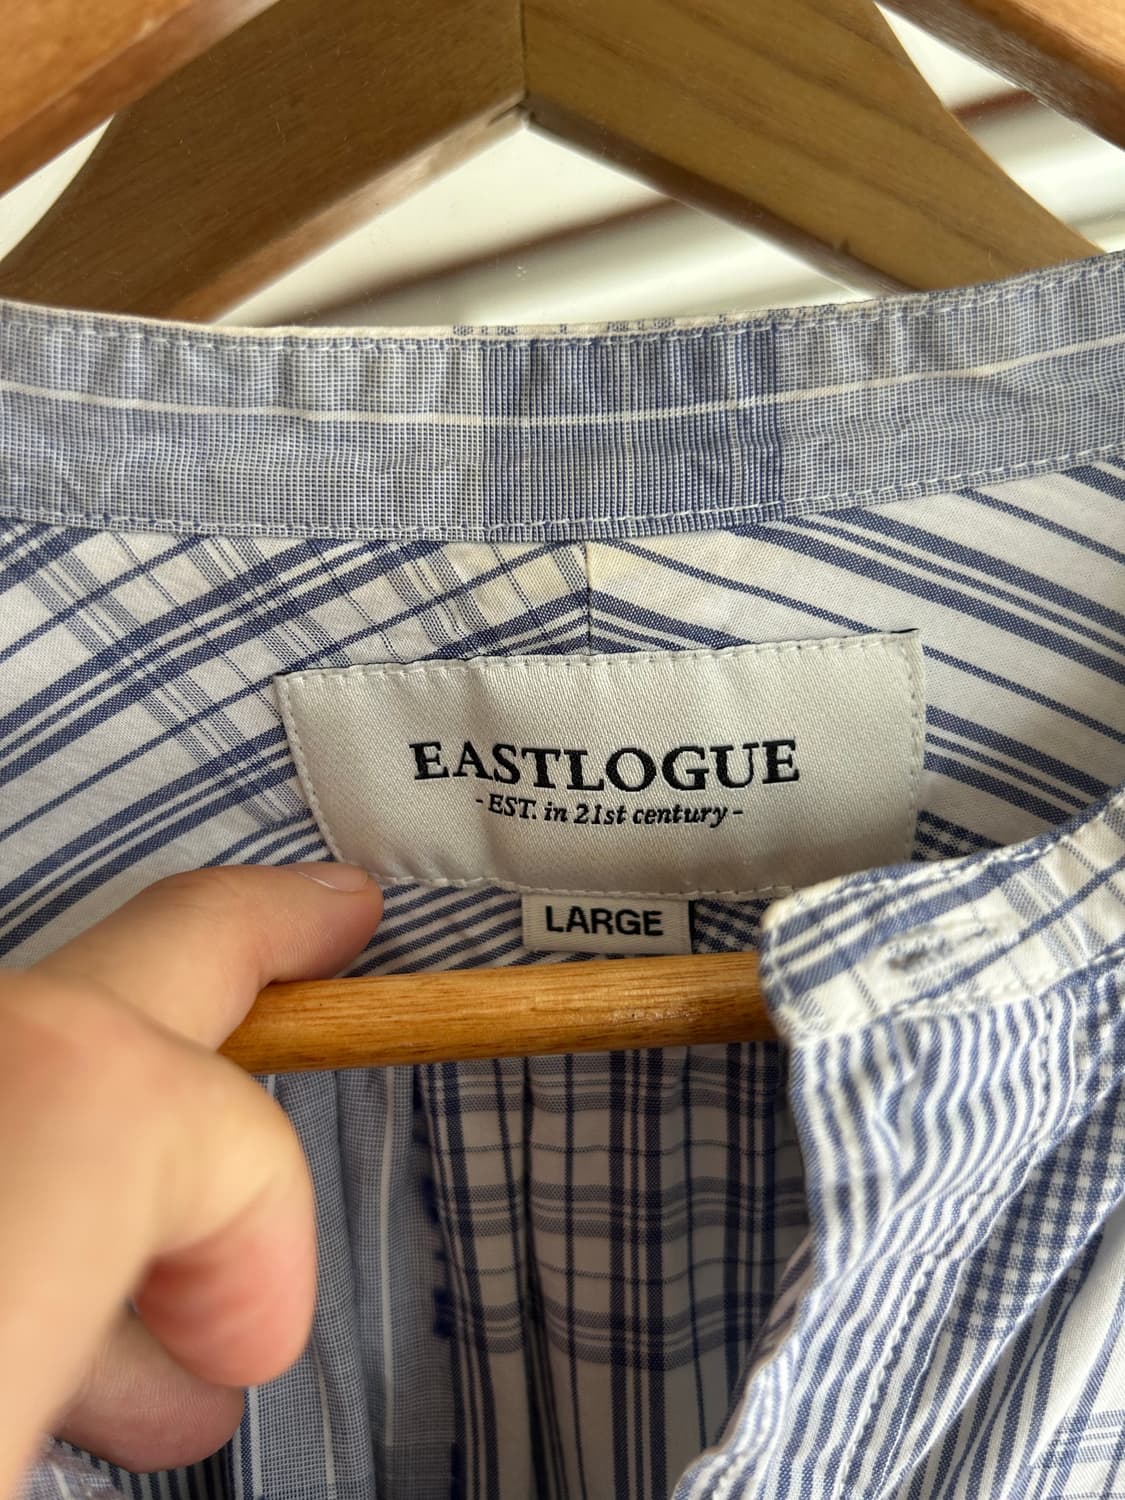 EASTLOGUE
- EST. in 21st century -
LARGE